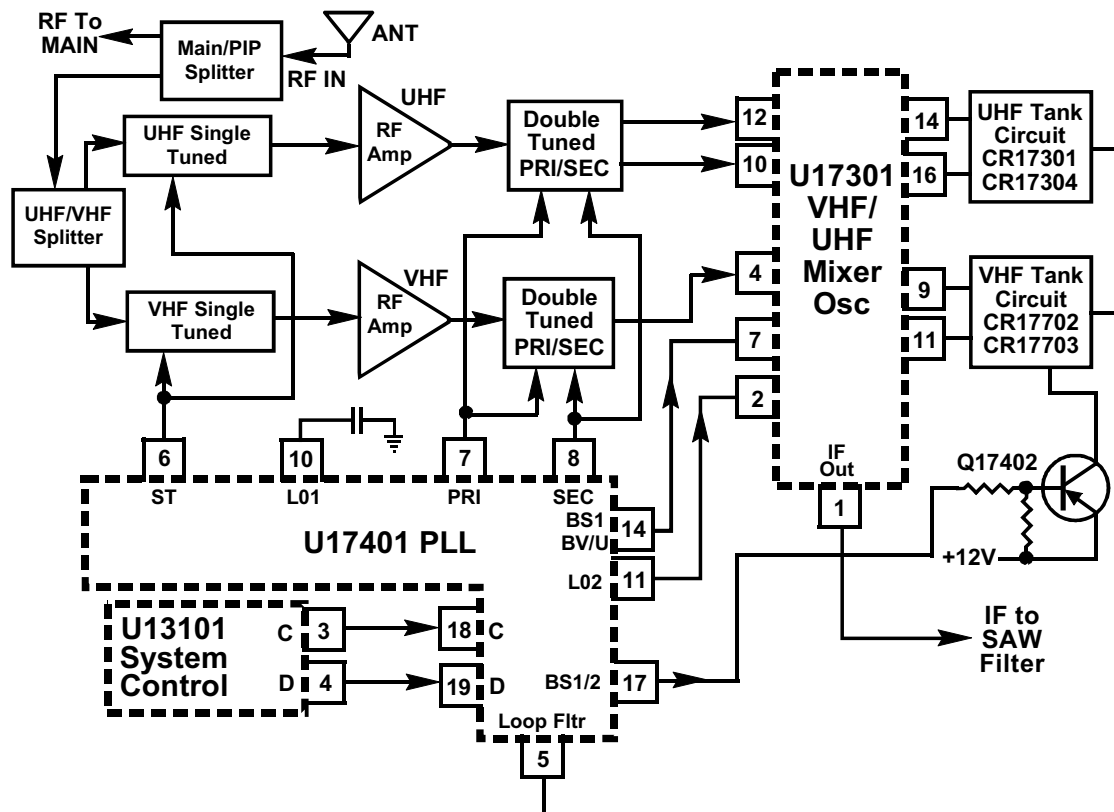 RF To
MAIN
Main/PIP
Splitter
ANT
RF IN
UHF Single
Tuned
UHF
RF
Amp
Double
Tuned
PRI/SEC
12
10
U17301
VHF/
UHF
Mixer
Osc
14
16
UHF Tank
Circuit
CR17301
CR17304
UHF/VHF
Splitter
VHF Single
Tuned
VHF
RF
Amp
Double
Tuned
PRI/SEC
4
7
2
9
11
VHF Tank
Circuit
CR17702
CR17703
IF
Out
1
Q17402
+12V
IF to
SAW
Filter
6
ST
10
L01
7
PRI
8
SEC
BS1
BV/U
14
U17401 PLL
L02
11
U13101
System
Control
C
3
18
C
D
4
19
D
BS1/2
17
Loop Fltr
5